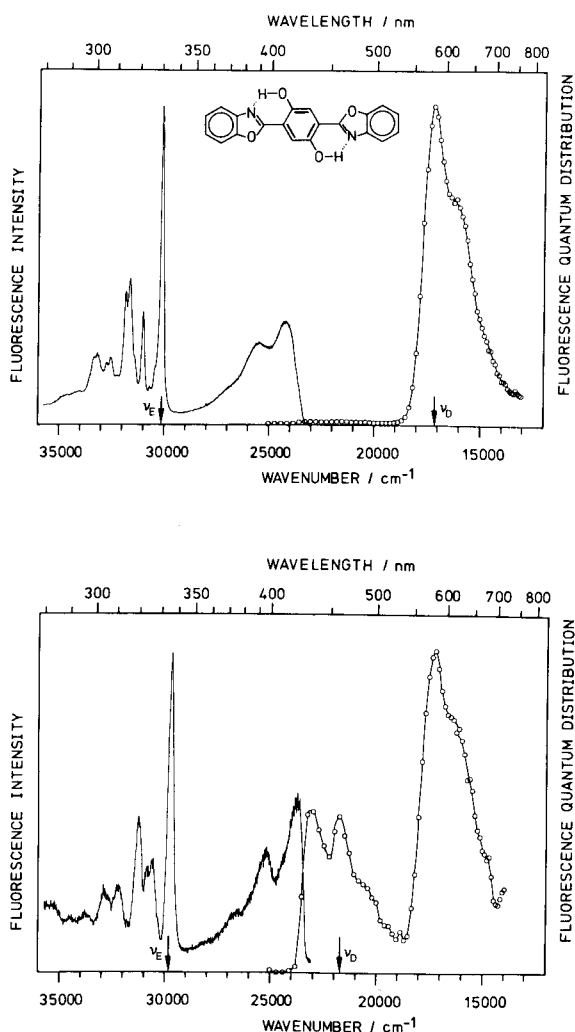 WAVELENGTH / nm
300 350 400 500 600 700 800
FLUORESCENCE INTENSITY
FLUORESCENCE QUANTUM DISTRIBUTION
H–O
N
O
O
N
O–H
νE
νD
35000 30000 25000 20000 15000
WAVENUMBER / cm⁻¹
WAVELENGTH / nm
300 350 400 500 600 700 800
FLUORESCENCE INTENSITY
FLUORESCENCE QUANTUM DISTRIBUTION
νE
νD
35000 30000 25000 20000 15000
WAVENUMBER / cm⁻¹